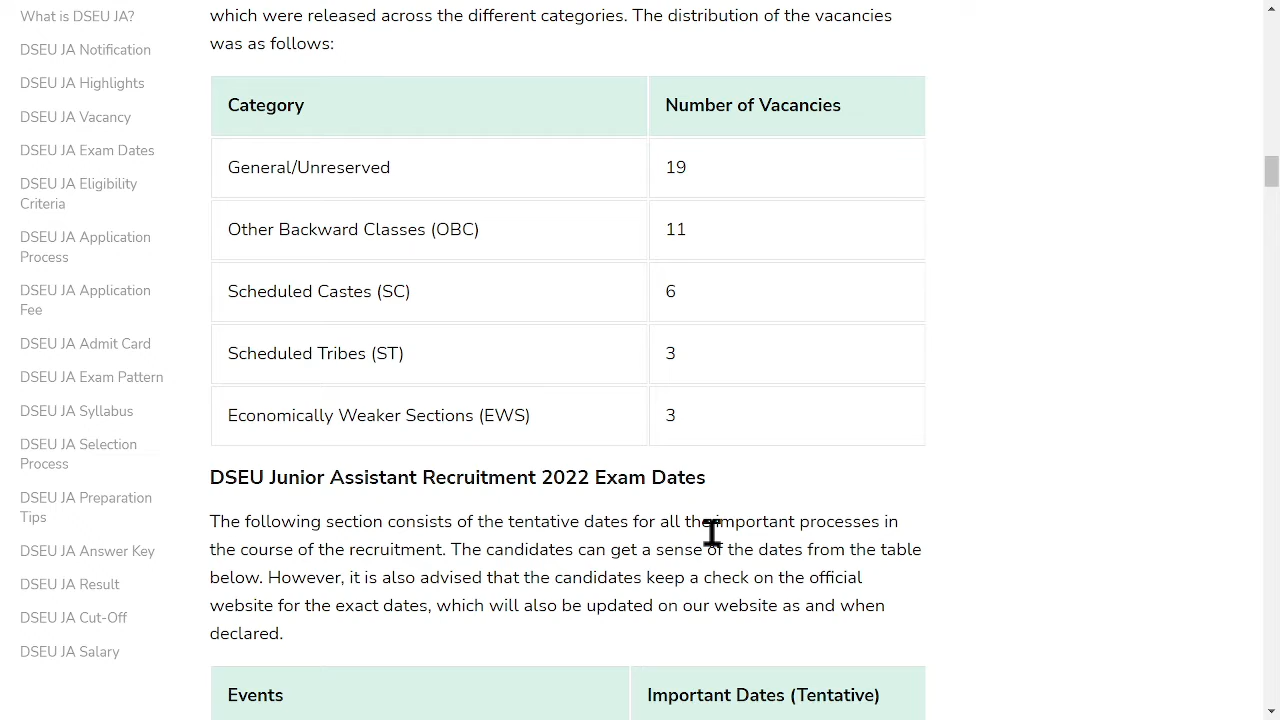 What is DSEU JA?
DSEU JA Notification
DSEU JA Highlights
DSEU JA Vacancy
DSEU JA Exam Dates
DSEU JA Eligibility
Criteria
DSEU JA Application
Process
DSEU JA Application
Fee
DSEU JA Admit Card
DSEU JA Exam Pattern
DSEU JA Syllabus
DSEU JA Selection
Process
DSEU JA Preparation
Tips
DSEU JA Answer Key
DSEU JA Result
DSEU JA Cut-Off
DSEU JA Salary
which were released across the different categories. The distribution of the vacancies
was as follows:
Category Number of Vacancies
General/Unreserved 19
Other Backward Classes (OBC) 11
Scheduled Castes (SC) 6
Scheduled Tribes (ST) 3
Economically Weaker Sections (EWS) 3
DSEU Junior Assistant Recruitment 2022 Exam Dates
The following section consists of the tentative dates for all the important processes in
the course of the recruitment. The candidates can get a sense of the dates from the table
below. However, it is also advised that the candidates keep a check on the official
website for the exact dates, which will also be updated on our website as and when
declared.
Events Important Dates (Tentative)